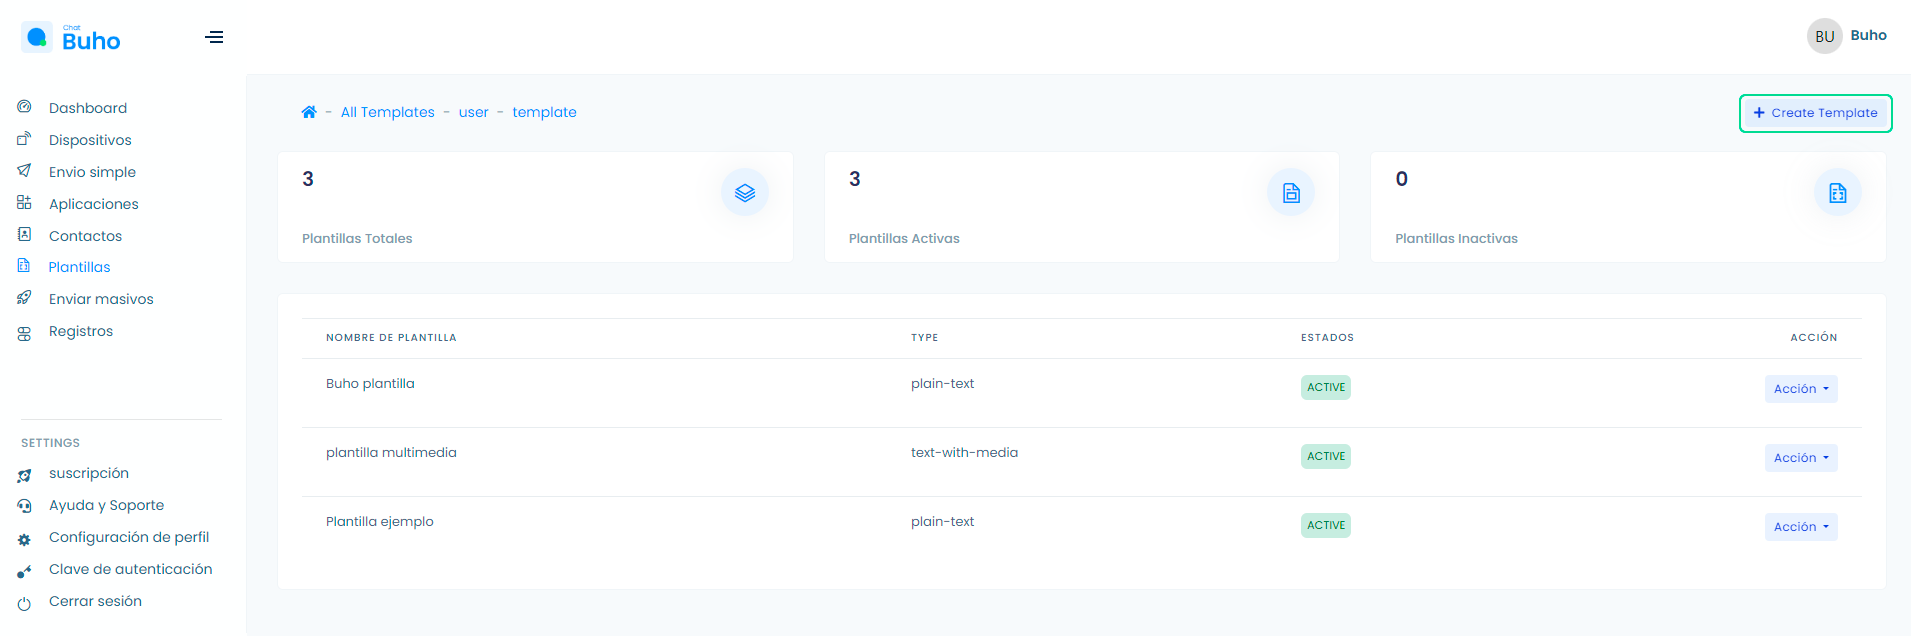 Chat
Buho
BU Buho
Dashboard
Dispositivos
Envio simple
Aplicaciones
Contactos
Plantillas
Enviar masivos
Registros
SETTINGS
suscripción
Ayuda y Soporte
Configuración de perfil
Clave de autenticación
Cerrar sesión
- All Templates - user - template
+ Create Template
3
Plantillas Totales
3
Plantillas Activas
0
Plantillas Inactivas
NOMBRE DE PLANTILLA TYPE ESTADOS ACCIÓN
Buho plantilla plain-text ACTIVE Acción
plantilla multimedia text-with-media ACTIVE Acción
Plantilla ejemplo plain-text ACTIVE Acción